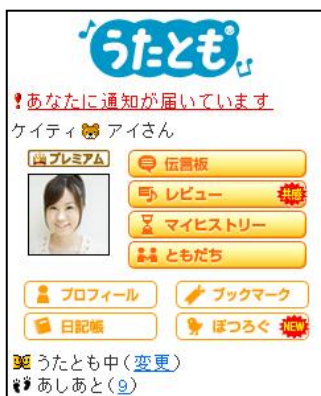 うたとも®
あなたに通知が届いています
ケイティ アイさん
プレミアム
伝言板
レビュー 共感
マイヒストリー
ともだち
プロフィール ブックマーク
日記帳 ぽつろぐ NEW
うたとも中(変更)
あしあと(9)